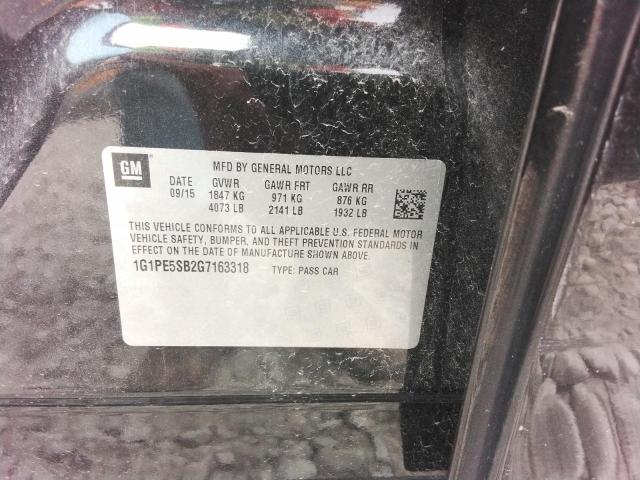 GM MFD BY GENERAL MOTORS LLC
DATE GVWR GAWR FRT GAWR RR
09/15 1847 KG 971 KG 876 KG
4073 LB 2141 LB 1932 LB
THIS VEHICLE CONFORMS TO ALL APPLICABLE U.S. FEDERAL MOTOR
VEHICLE SAFETY, BUMPER, AND THEFT PREVENTION STANDARDS IN
EFFECT ON THE DATE OF MANUFACTURE SHOWN ABOVE.
1G1PE5SB2G7163318 TYPE: PASS CAR